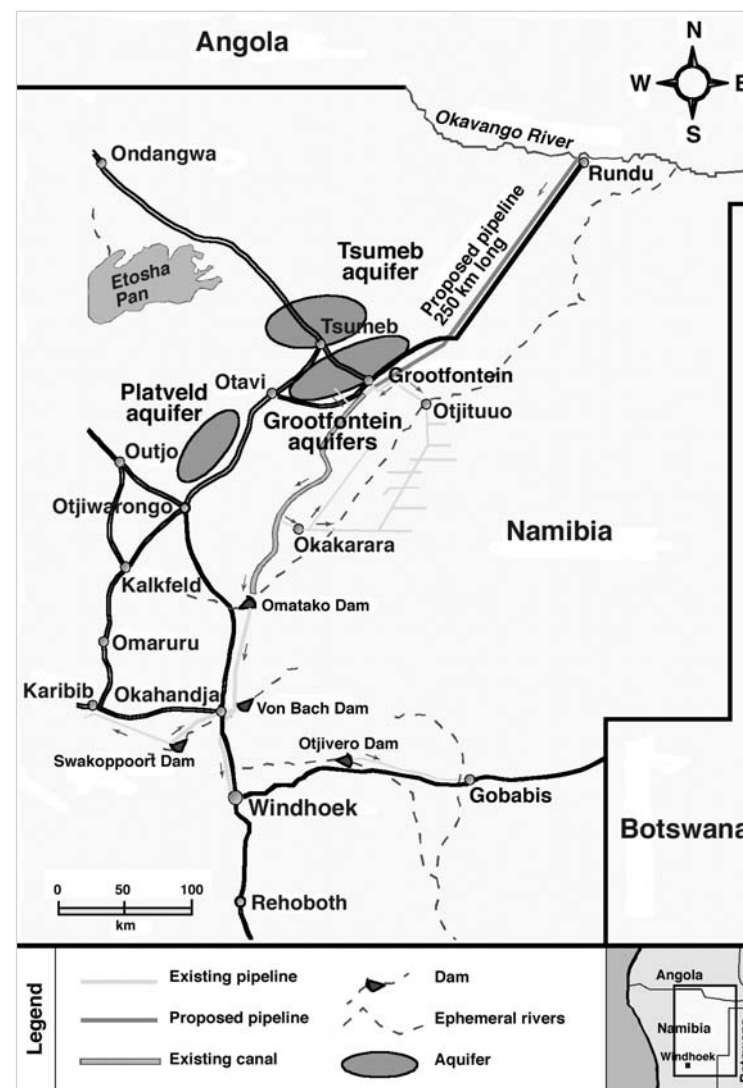 Angola
N
W
E
S
Okavango River
Ondangwa
Rundu
Tsumeb
aquifer
Etosha
Pan
Proposed pipeline
250 km long
Tsumeb
Grootfontein
Otavi
Platveld
aquifer
Grootfontein
aquifers
Otjituuo
Outjo
Otjiwarongo
Namibia
Okakarara
Kalkfeld
Omatako Dam
Omaruru
Karibib
Okahandja
Von Bach Dam
Swakoppoort Dam
Otjivero Dam
Gobabis
Windhoek
Botswana
0 50 100
km
Rehoboth
Legend
Existing pipeline
Proposed pipeline
Existing canal
Dam
Ephemeral rivers
Aquifer
Angola
Namibia
Windhoek